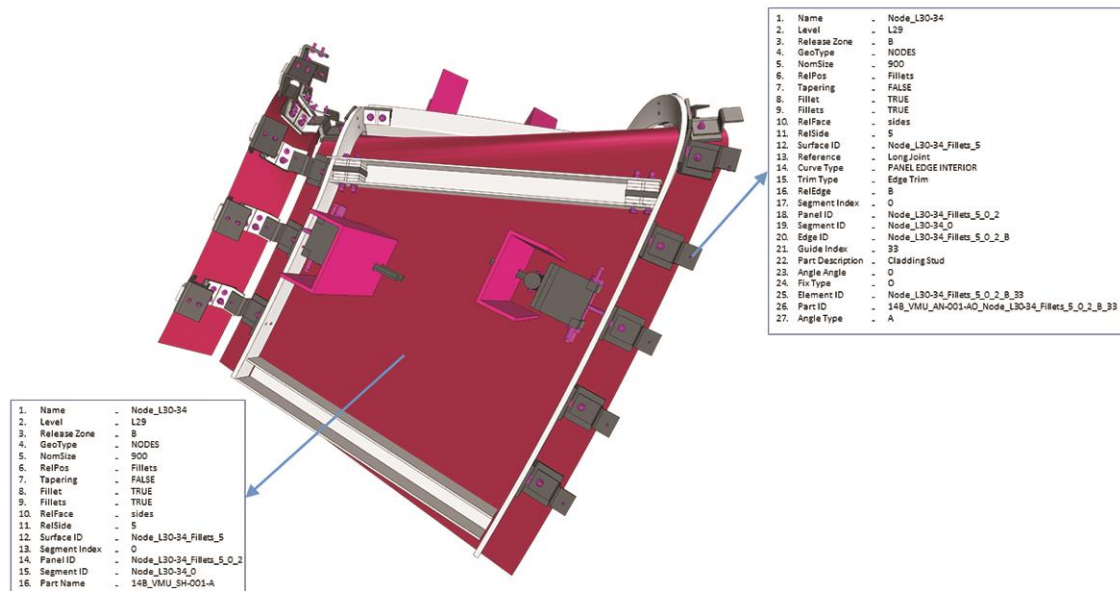 1. Name - Node_L30-34
2. Level - L29
3. Release Zone - B
4. GeoType - NODES
5. NomSize - 900
6. RelPos - Fillets
7. Tapering - FALSE
8. Fillet - TRUE
9. Fillets - TRUE
10. RelFace - sides
11. RelSide - 5
12. Surface ID - Node_L30-34_Fillets_5
13. Reference - Long Joint
14. Curve Type - PANEL EDGE INTERIOR
15. Trim Type - Edge Trim
16. RelEdge - B
17. Segment Index - 0
18. Panel ID - Node_L30-34_Fillets_5_0_2
19. Segment ID - Node_L30-34_0
20. Edge ID - Node_L30-34_Fillets_5_0_2_B
21. Guide Index - 33
22. Part Description - Cladding Stud
23. Angle Angle - 0
24. Fix Type - 0
25. Element ID - Node_L30-34_Fillets_5_0_2_B_33
26. Part ID - 14B_VMU_AN-001-AO_Node_L30-34_Fillets_5_0_2_B_33
27. Angle Type - A
1. Name - Node_L30-34
2. Level - L29
3. Release Zone - B
4. GeoType - NODES
5. NomSize - 900
6. RelPos - Fillets
7. Tapering - FALSE
8. Fillet - TRUE
9. Fillets - TRUE
10. RelFace - sides
11. RelSide - 5
12. Surface ID - Node_L30-34_Fillets_5
13. Segment Index - 0
14. Panel ID - Node_L30-34_Fillets_5_0_2
15. Segment ID - Node_L30-34_0
16. Part Name - 14B_VMU_SH-001-A